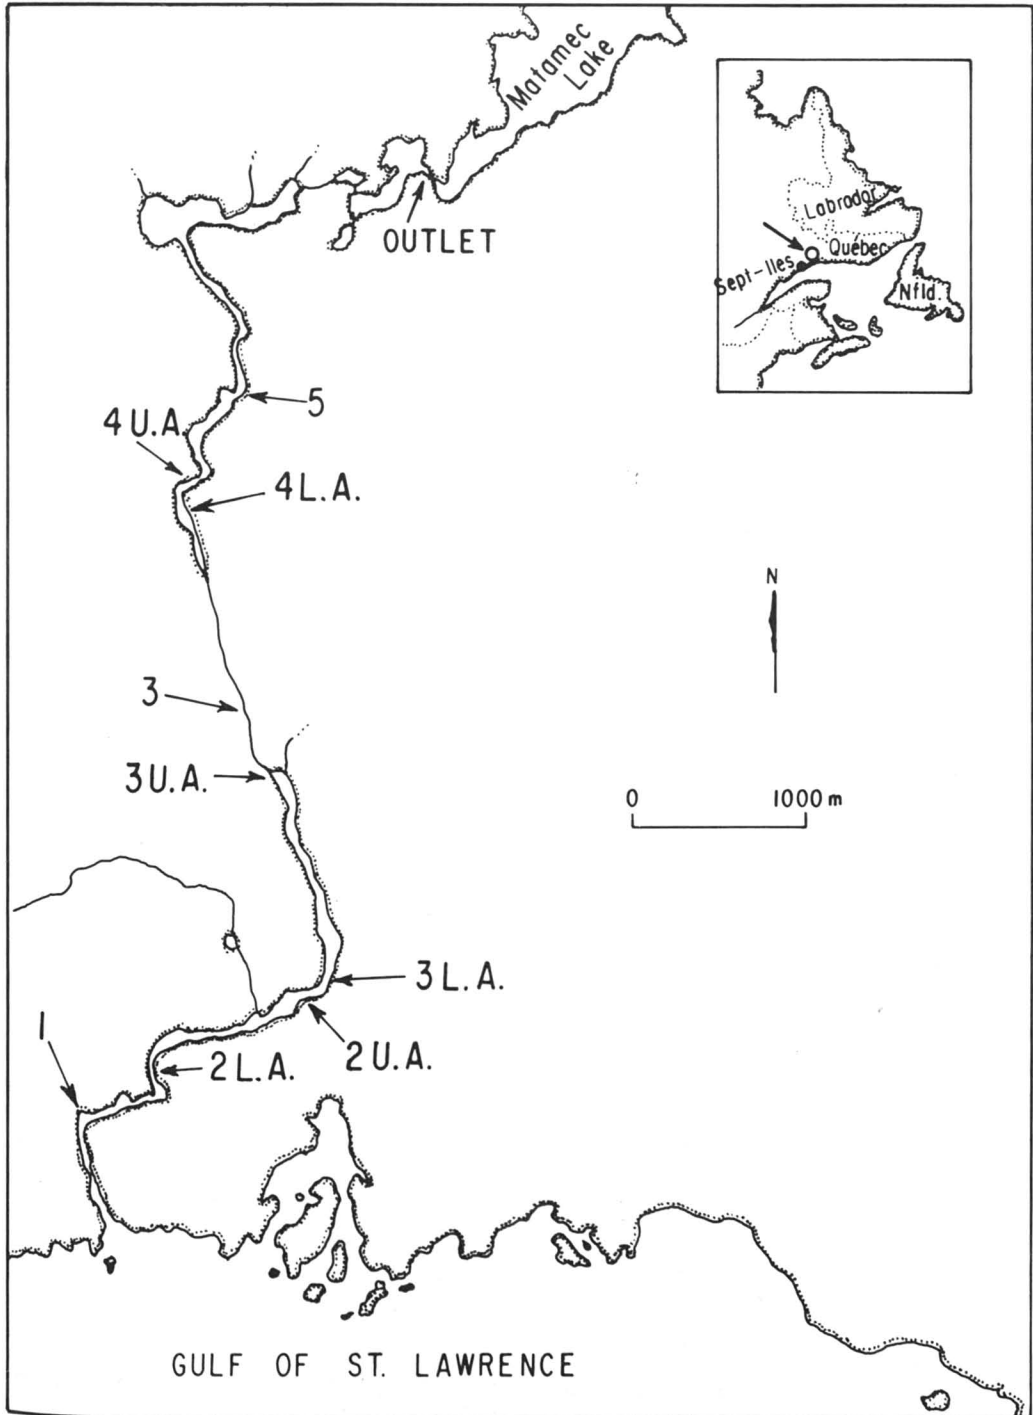 Matamec
Lake
OUTLET
Labrador
Québec
Sept-Iles
Nfld.
5
4 U.A.
4 L.A.
N
3
3 U.A.
0 1000 m
3 L.A.
1
2 U.A.
2 L.A.
GULF OF ST. LAWRENCE